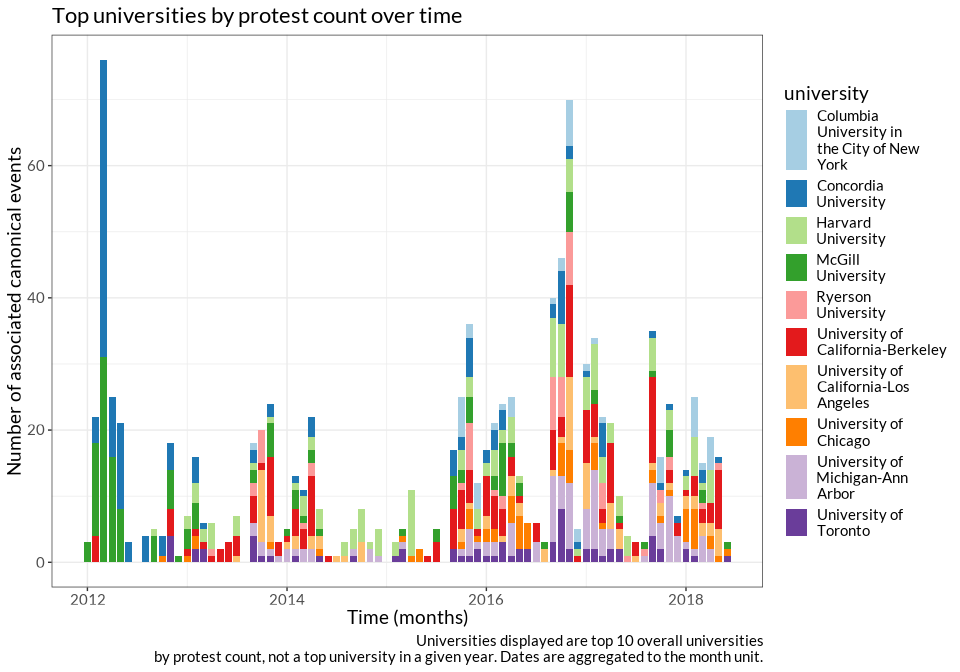 Top universities by protest count over time
Number of associated canonical events
60
40
20
0
2012
2014
2016
2018
Time (months)
university
Columbia
University in
the City of New
York
Concordia
University
Harvard
University
McGill
University
Ryerson
University
University of
California-Berkeley
University of
California-Los
Angeles
University of
Chicago
University of
Michigan-Ann
Arbor
University of
Toronto
Universities displayed are top 10 overall universities
by protest count, not a top university in a given year. Dates are aggregated to the month unit.